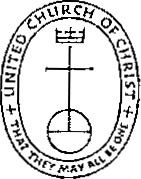 + UNITED CHURCH OF CHRIST +
THAT THEY MAY ALL BE ONE